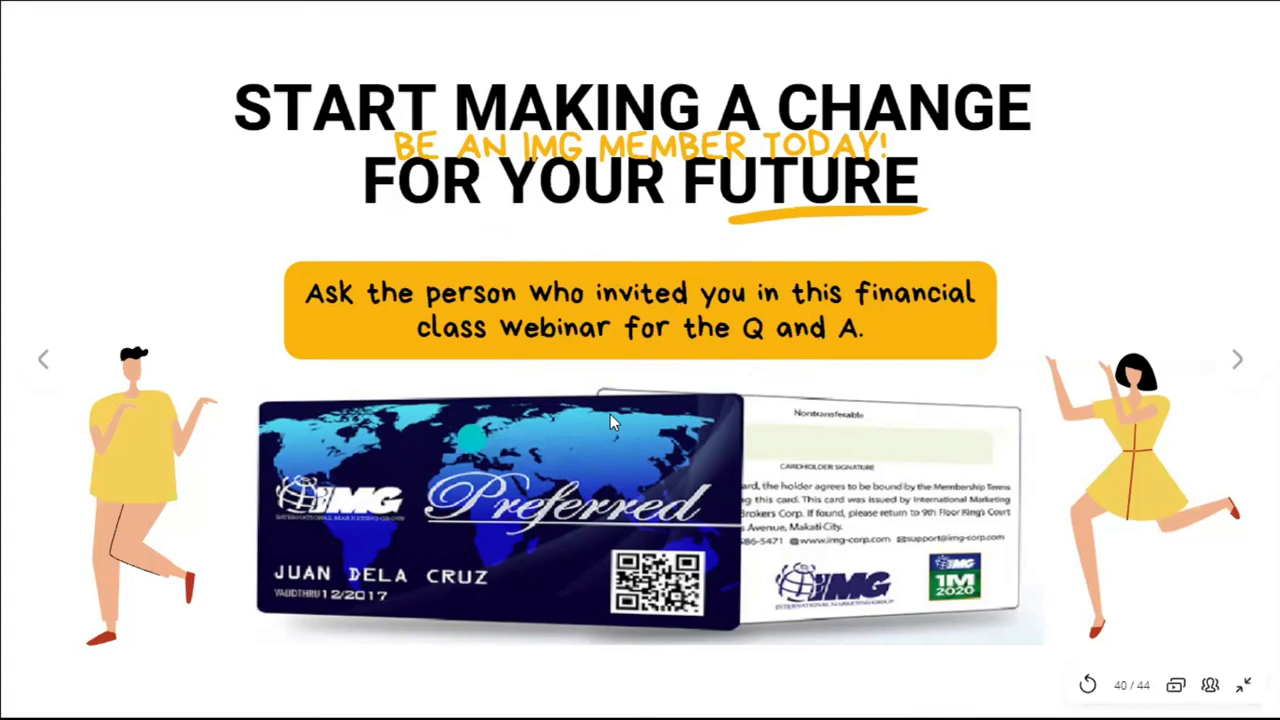 START MAKING A CHANGE
BE AN IMG MEMBER TODAY!
FOR YOUR FUTURE
Ask the person who invited you in this financial
class webinar for the Q and A.
IMG
INTERNATIONAL MARKETING GROUP
Preferred
JUAN DELA CRUZ
VALID THRU 12/2017
Nontransferable
CARDHOLDER SIGNATURE
ard, the holder agrees to be bound by the Membership Terms
g this card. This card was issued by International Marketing
Brokers Corp. If found, please return to 9th Floor King's Court
Avenue, Makati City.
86-5471 www.img-corp.com support@img-corp.com
IMG
INTERNATIONAL MARKETING GROUP
IMG
1M
2020
40 / 44